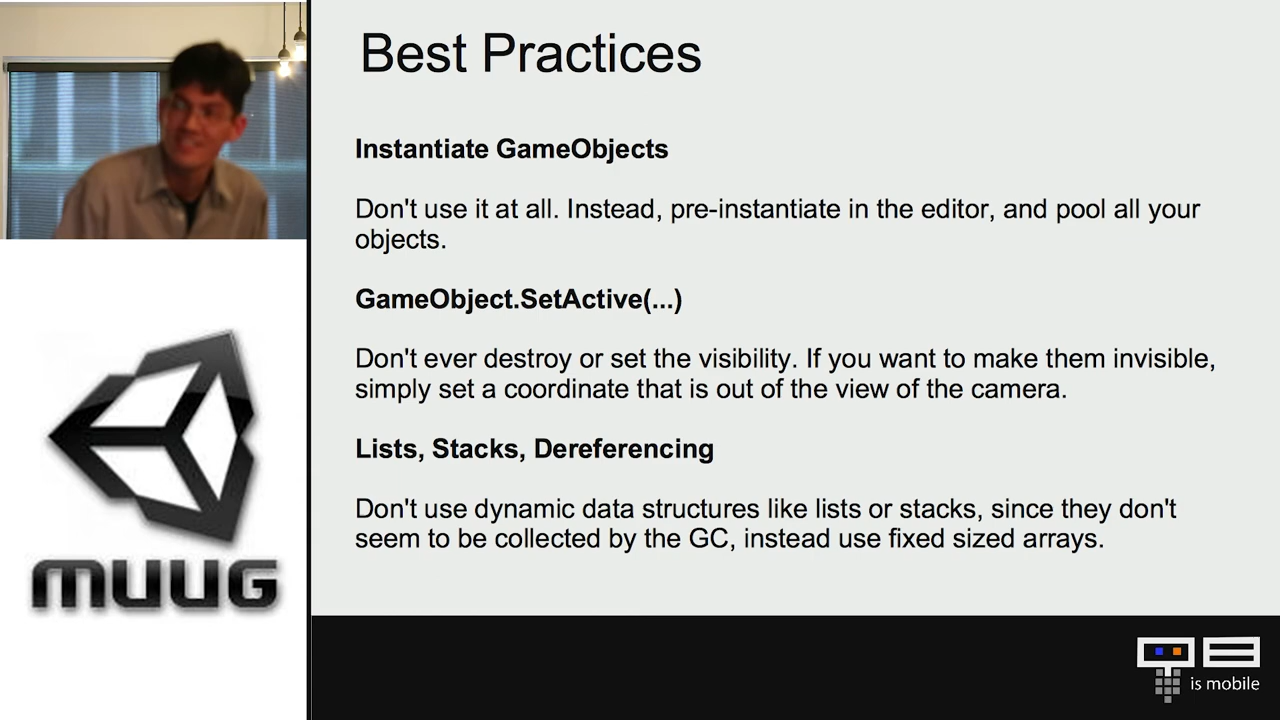 Best Practices
Instantiate GameObjects
Don't use it at all. Instead, pre-instantiate in the editor, and pool all your
objects.
GameObject.SetActive(...)
Don't ever destroy or set the visibility. If you want to make them invisible,
simply set a coordinate that is out of the view of the camera.
Lists, Stacks, Dereferencing
Don't use dynamic data structures like lists or stacks, since they don't
seem to be collected by the GC, instead use fixed sized arrays.
MUUG
is mobile